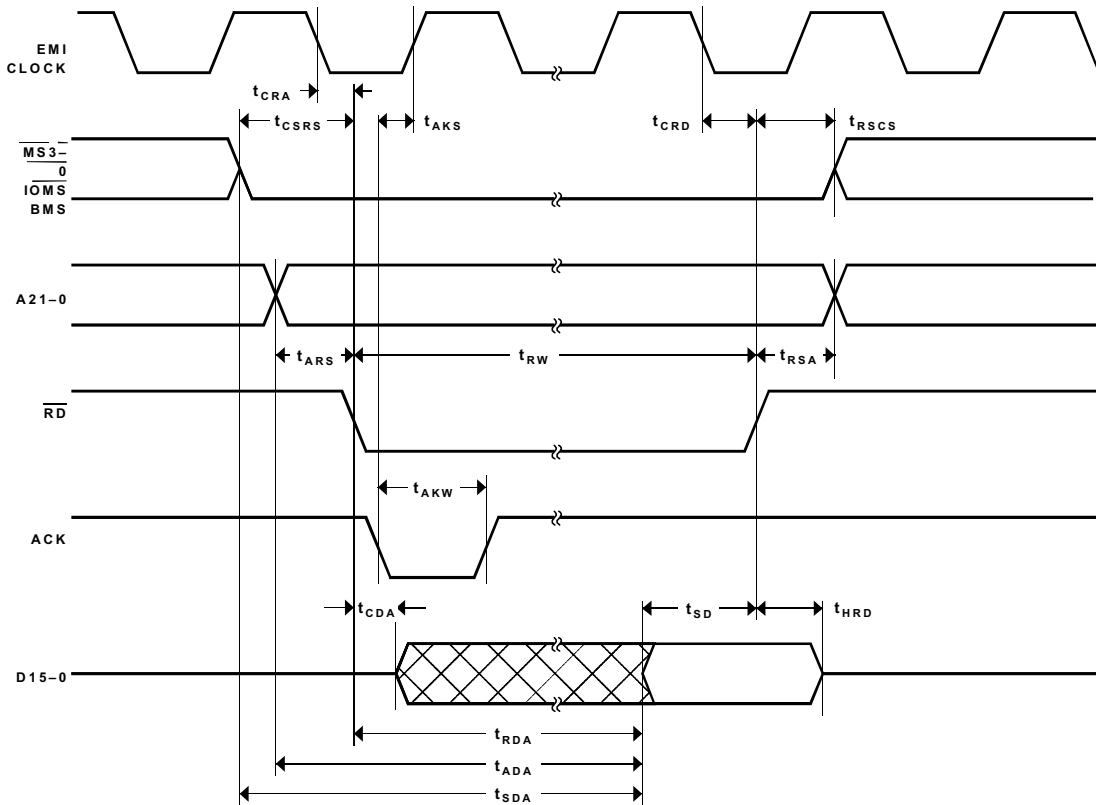 EMI
CLOCK
tCRA
tCSRS
tAKS
tCRD
tRSCS
MS3–
0
IOMS
BMS
A21–0
tARS
tRW
tRSA
RD
tAKW
ACK
tCDA
tSD
tHRD
D15–0
tRDA
tADA
tSDA